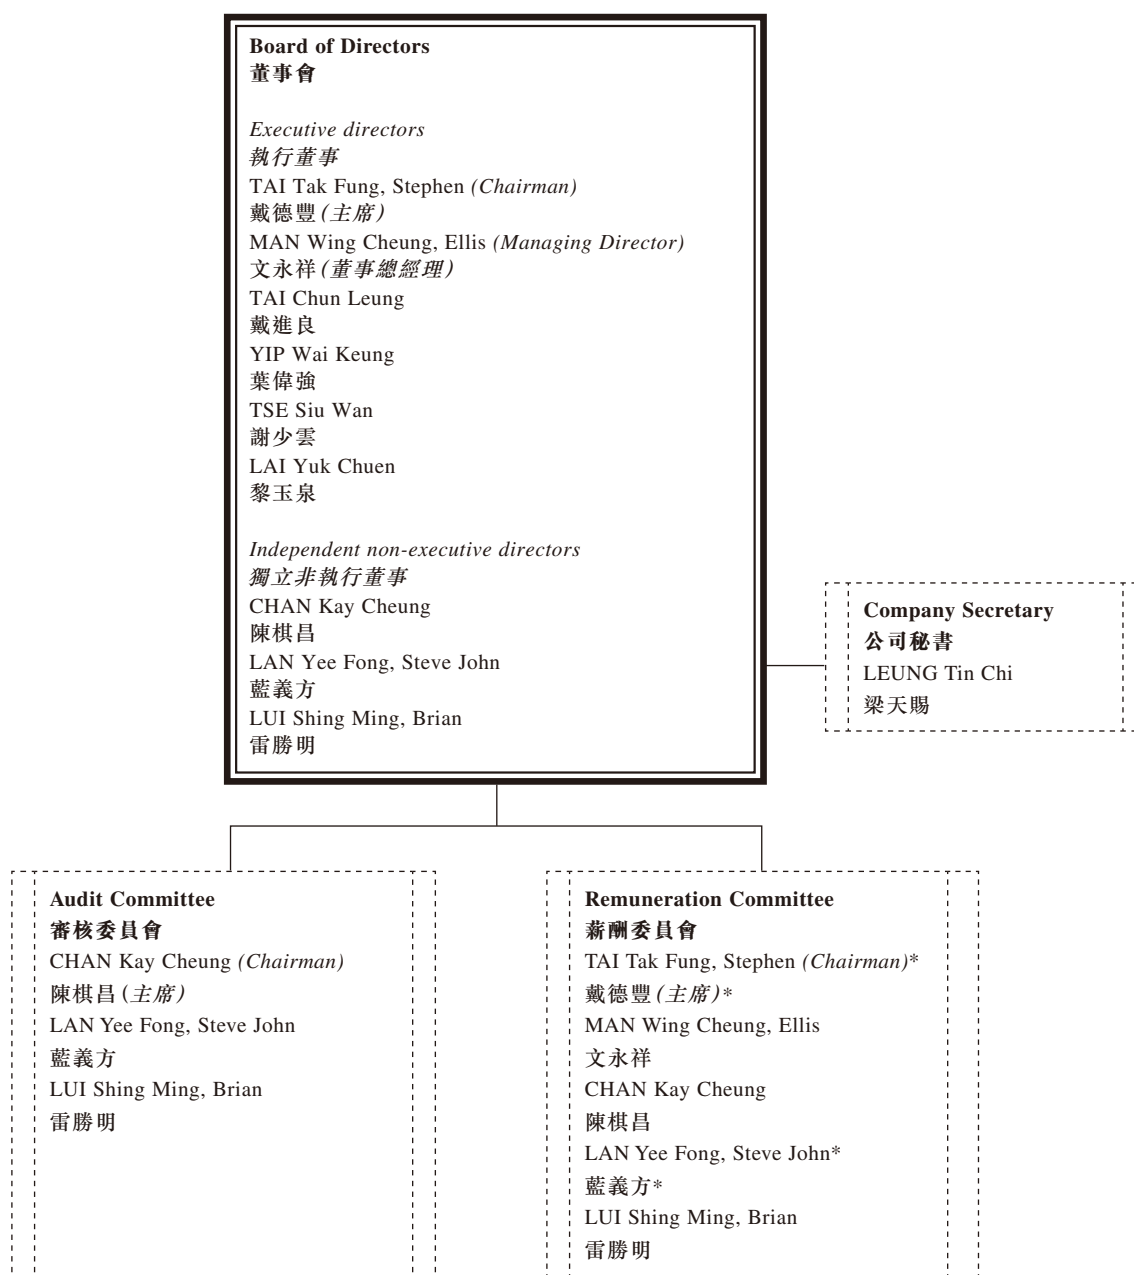 Board of Directors
董事會
Executive directors
執行董事
TAI Tak Fung, Stephen (Chairman)
戴德豐(主席)
MAN Wing Cheung, Ellis (Managing Director)
文永祥(董事總經理)
TAI Chun Leung
戴進良
YIP Wai Keung
葉偉強
TSE Siu Wan
謝少雲
LAI Yuk Chuen
黎玉泉
Independent non-executive directors
獨立非執行董事
CHAN Kay Cheung
陳棋昌
LAN Yee Fong, Steve John
藍義方
LUI Shing Ming, Brian
雷勝明
Company Secretary
公司秘書
LEUNG Tin Chi
梁天賜
Audit Committee
審核委員會
CHAN Kay Cheung (Chairman)
陳棋昌(主席)
LAN Yee Fong, Steve John
藍義方
LUI Shing Ming, Brian
雷勝明
Remuneration Committee
薪酬委員會
TAI Tak Fung, Stephen (Chairman)*
戴德豐(主席)*
MAN Wing Cheung, Ellis
文永祥
CHAN Kay Cheung
陳棋昌
LAN Yee Fong, Steve John*
藍義方*
LUI Shing Ming, Brian
雷勝明